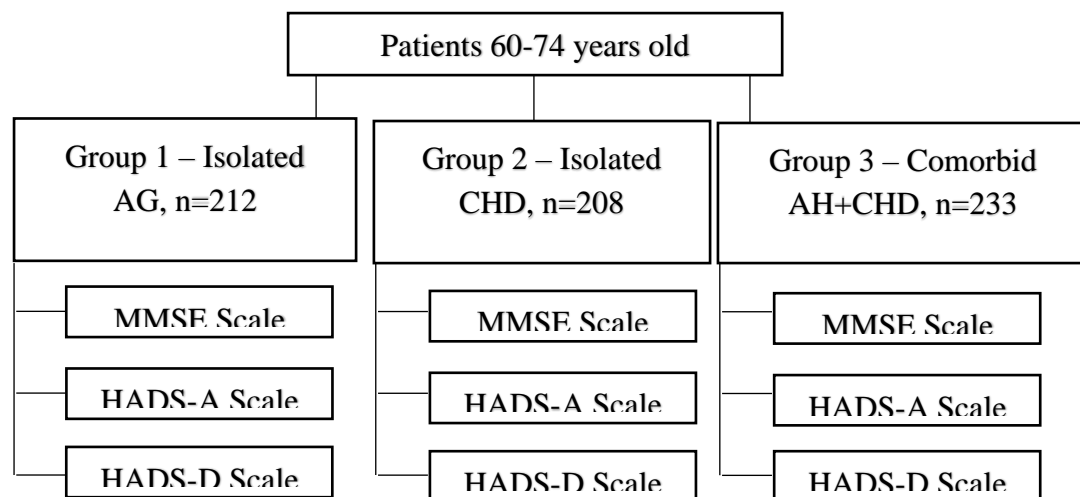 Patients 60-74 years old
Group 1 – Isolated
AG, n=212
Group 2 – Isolated
CHD, n=208
Group 3 – Comorbid
AH+CHD, n=233
MMSE Scale
MMSE Scale
MMSE Scale
HADS-A Scale
HADS-A Scale
HADS-A Scale
HADS-D Scale
HADS-D Scale
HADS-D Scale